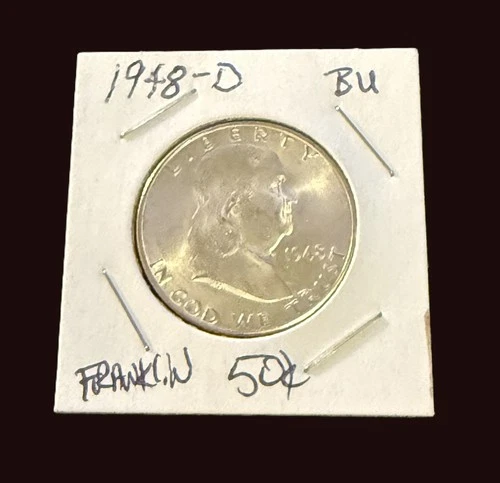 1948-D BU
LIBERTY
1948
IN GOD WE TRUST
FRANKLIN 50¢